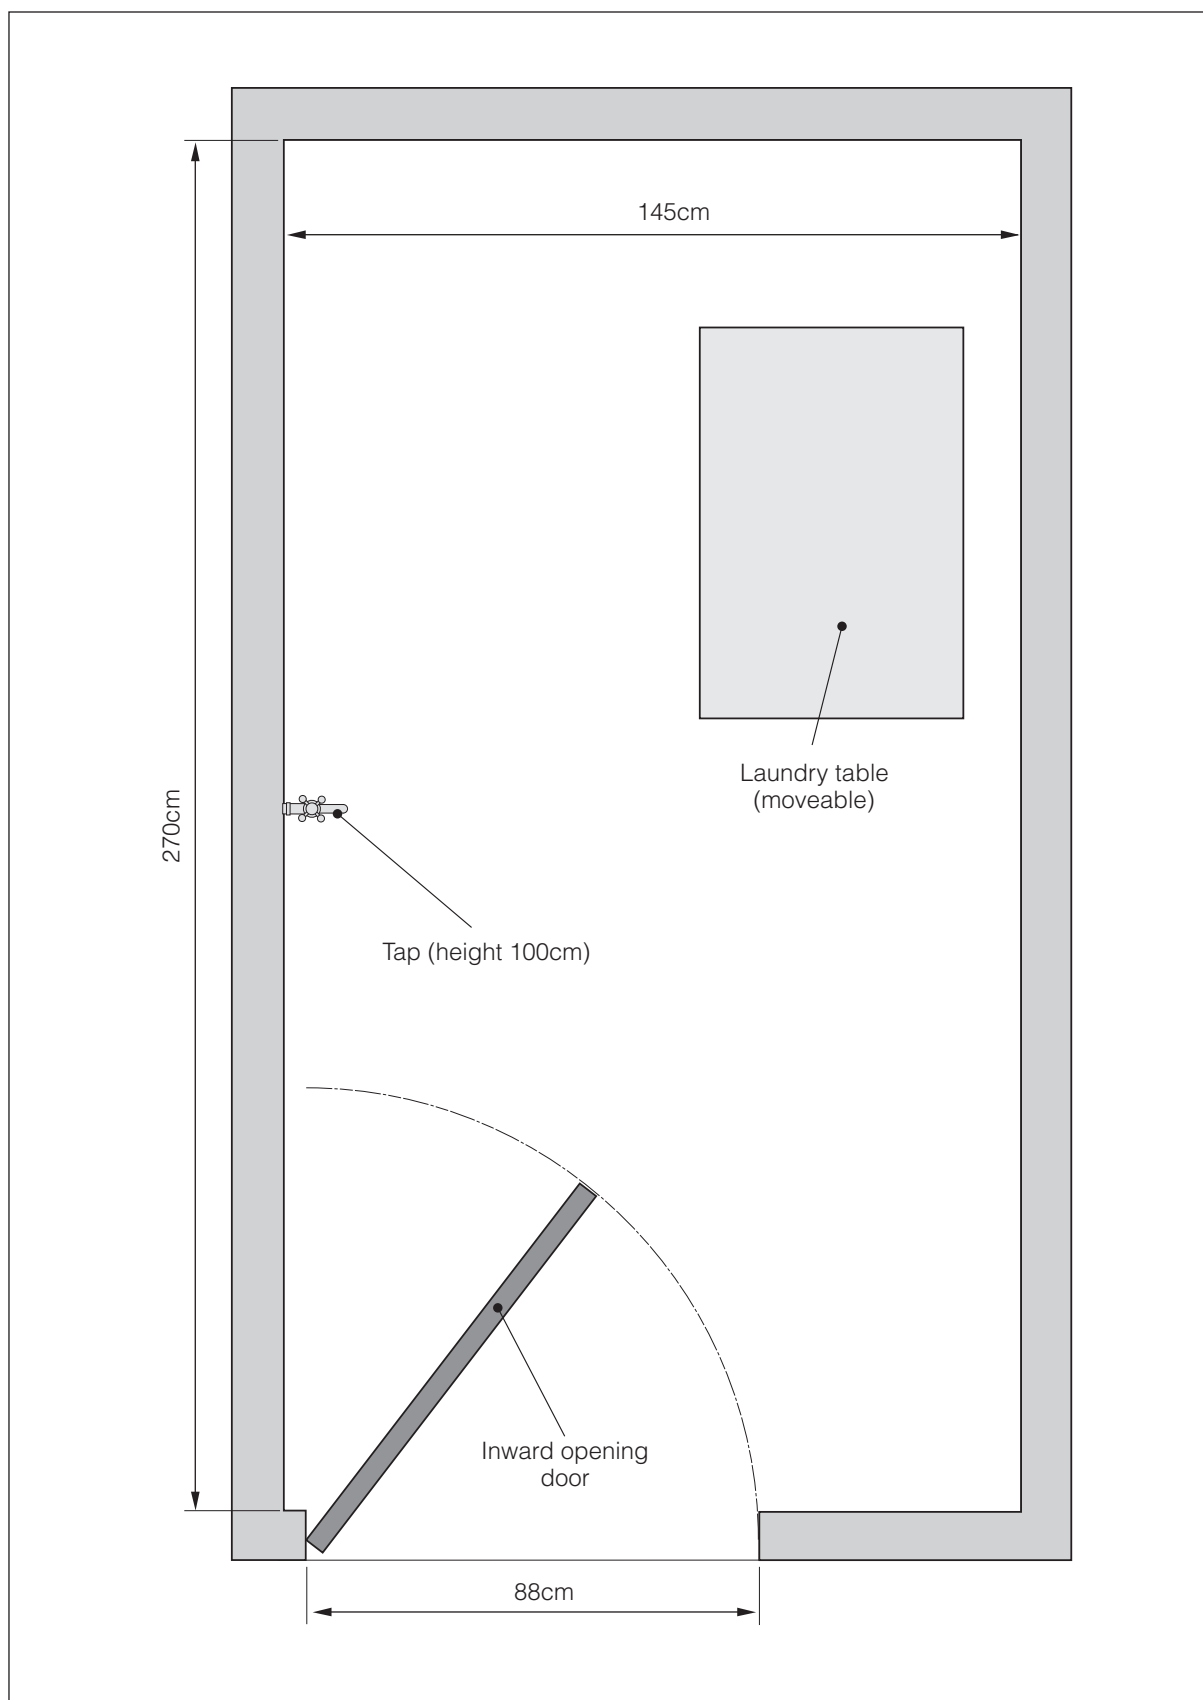 145cm
Laundry table
(moveable)
270cm
Tap (height 100cm)
Inward opening
door
88cm